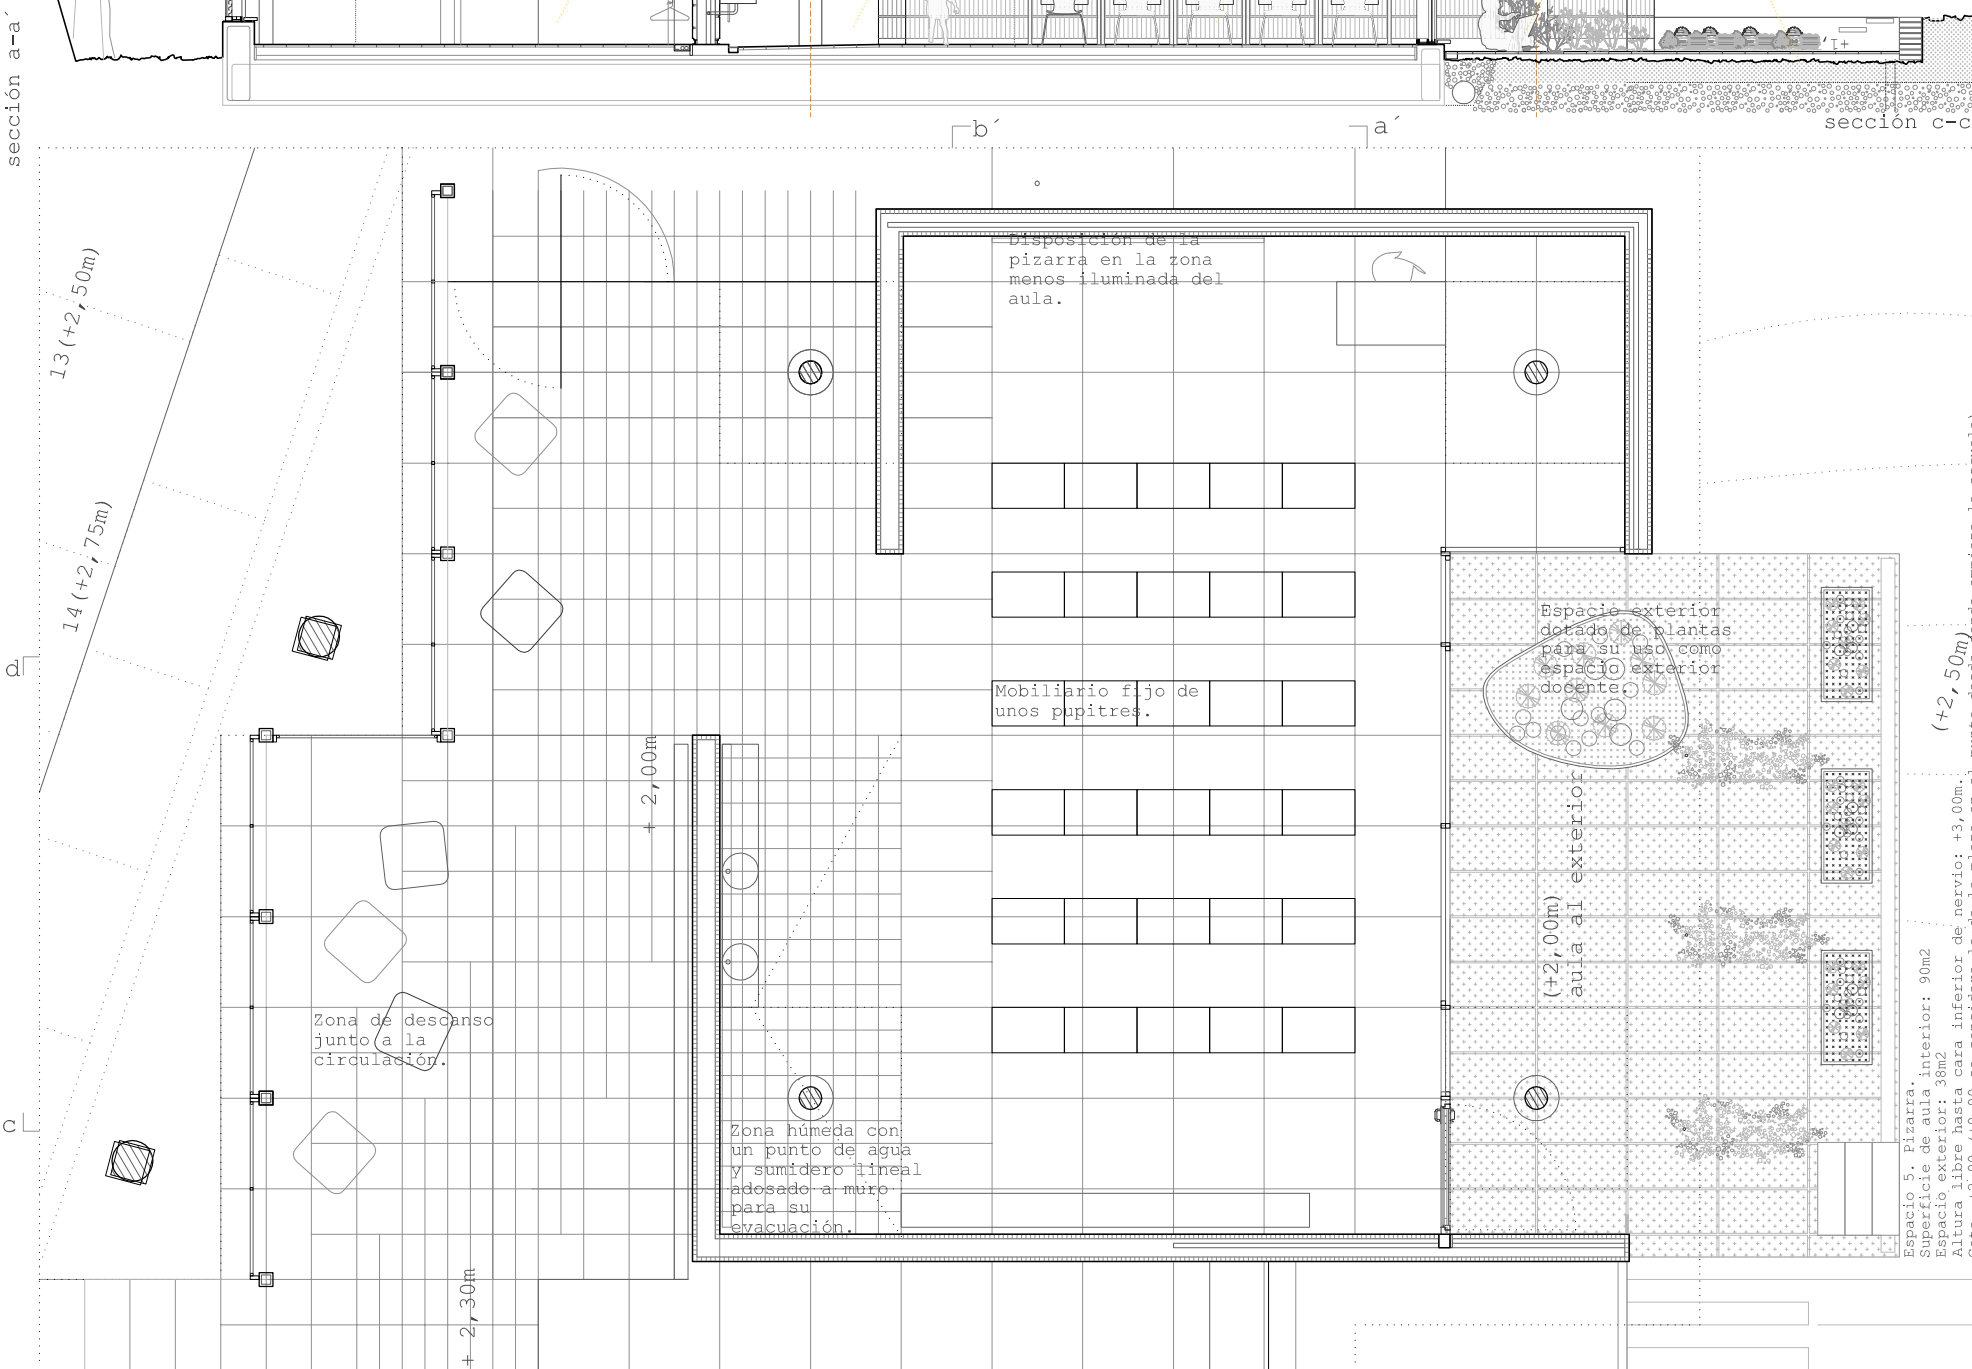 sección a-a´
sección c-c
b´
a´
13(+2,50m)
14(+2,75m)
d
c
Disposición de la
pizarra en la zona
menos iluminada del
aula.
Mobiliario fijo de
unos pupitres.
Espacio exterior
dotado de plantas
para su uso como
espacio exterior
docente.
+ 2,00m
(+2,00m)
aula al exterior
Zona de descanso
junto a la
circulación.
Zona húmeda con
un punto de agua
y sumidero lineal
adosado a muro
para su
evacuación.
+ 2,30m
(+2,50m)
Espacio 5. Pizarra.
Superficie de aula interior: 90m2
Espacio exterior: 38m2
Altura libre hasta cara inferior de nervio: +3,00m.